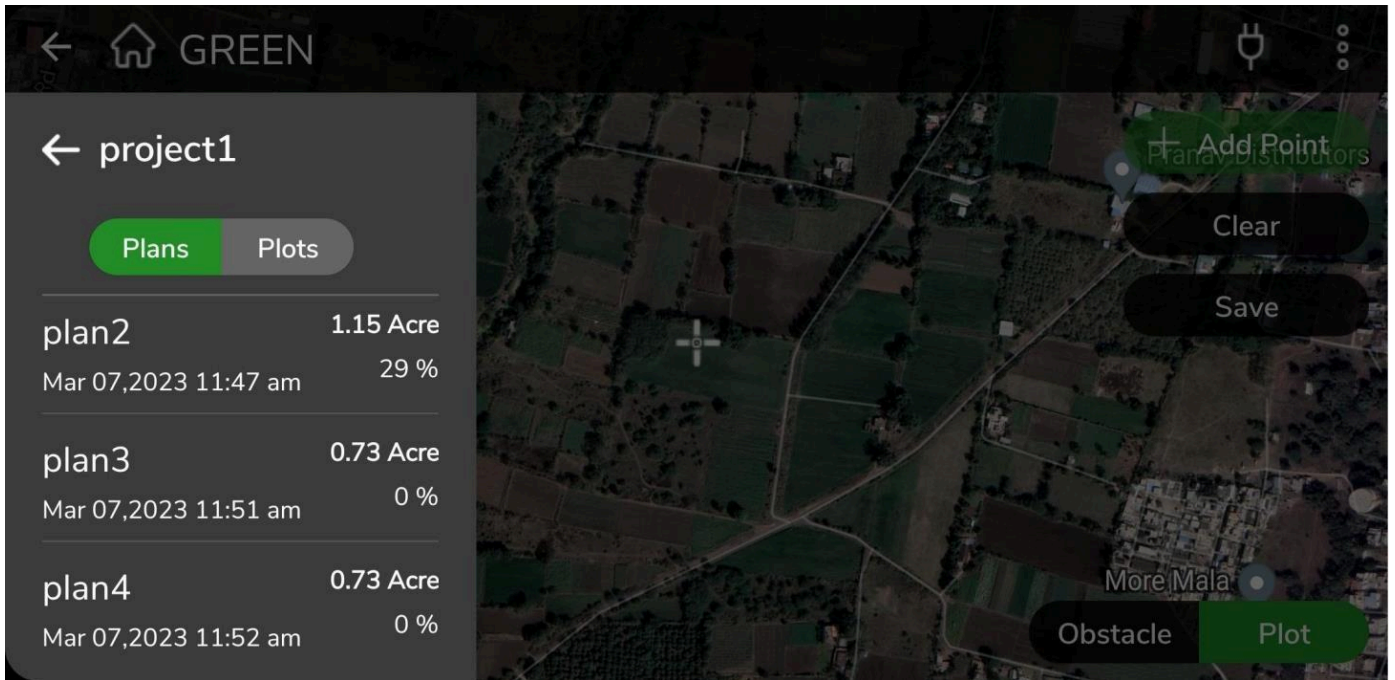 GREEN
project1
Plans Plots
plan2 1.15 Acre
Mar 07,2023 11:47 am 29 %
plan3 0.73 Acre
Mar 07,2023 11:51 am 0 %
plan4 0.73 Acre
Mar 07,2023 11:52 am 0 %
Add Point
Pranav Distributors
Clear
Save
More Mala
Obstacle Plot